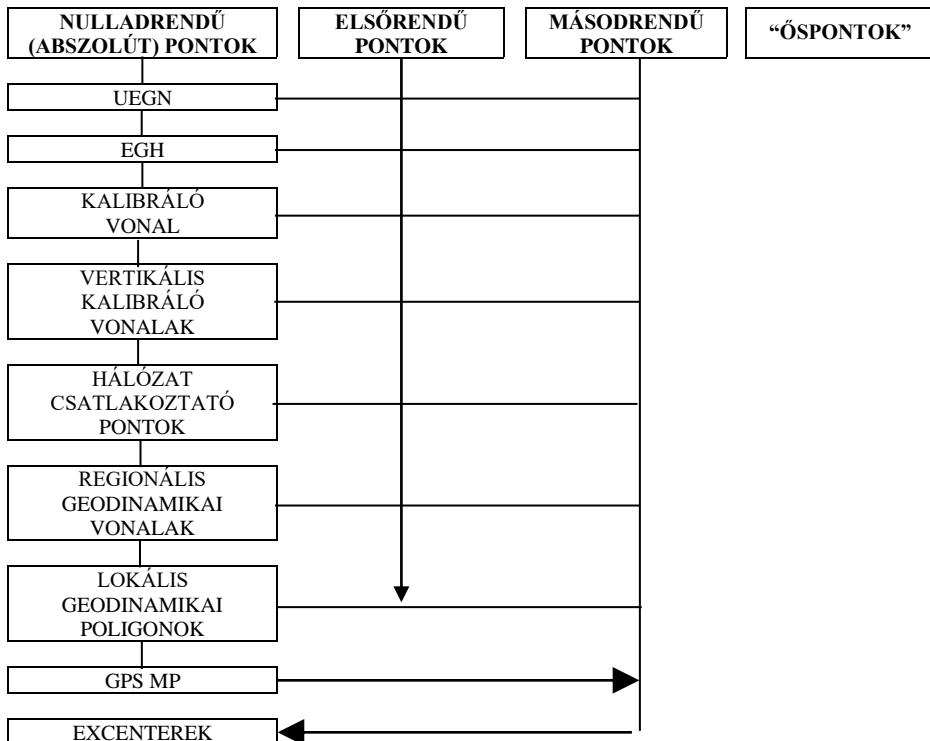 NULLADRENDŰ
(ABSZOLÚT) PONTOK
ELSŐRENDŰ
PONTOK
MÁSODRENDŰ
PONTOK
“ŐSPONTOK”
UEGN
EGH
KALIBRÁLÓ
VONAL
VERTIKÁLIS
KALIBRÁLÓ
VONALAK
HÁLÓZAT
CSATLAKOZTATÓ
PONTOK
REGIONÁLIS
GEODINAMIKAI
VONALAK
LOKÁLIS
GEODINAMIKAI
POLIGONOK
GPS MP
EXCENTEREK